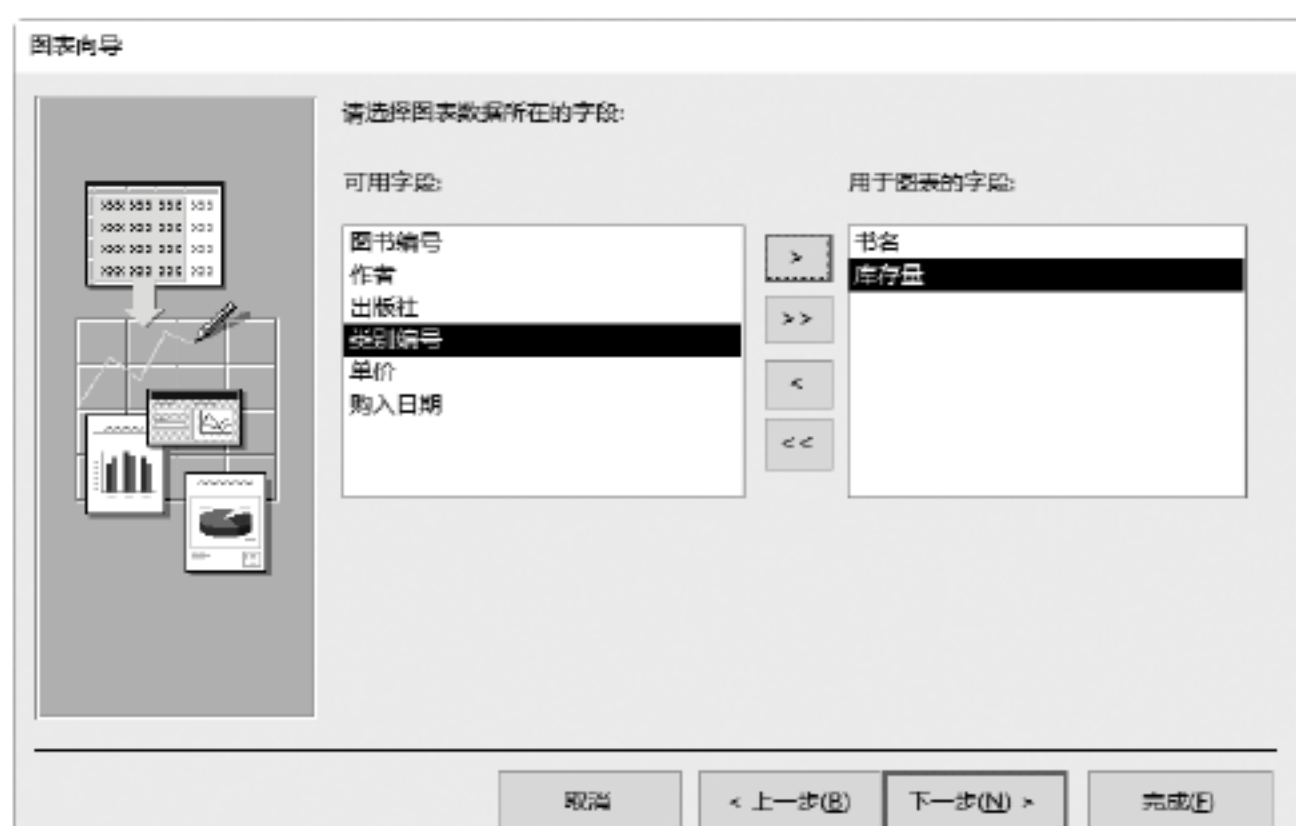 图表向导
请选择图表数据所在的字段:
可用字段:
用于图表的字段:
图书编号
作者
出版社
类别编号
单价
购入日期
>
>>
<
<<
书名
库存量
取消
< 上一步(B)
下一步(N) >
完成(F)